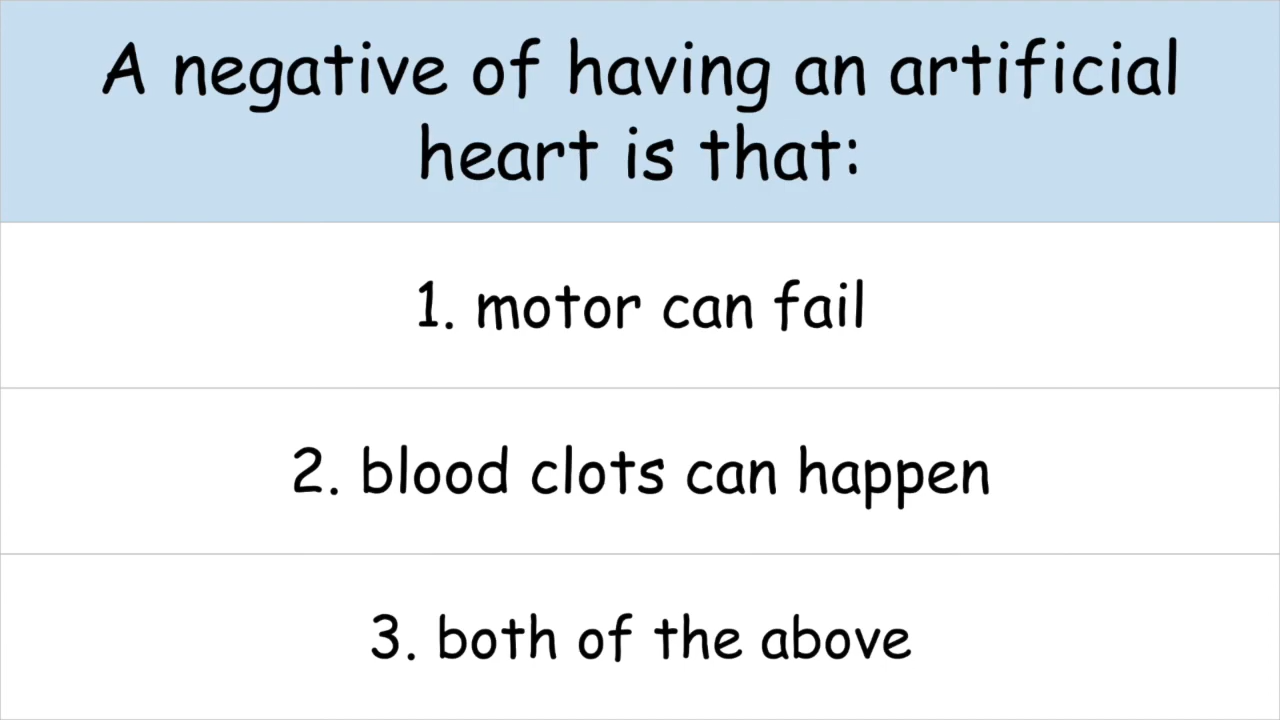 A negative of having an artificial
heart is that:
1. motor can fail
2. blood clots can happen
3. both of the above